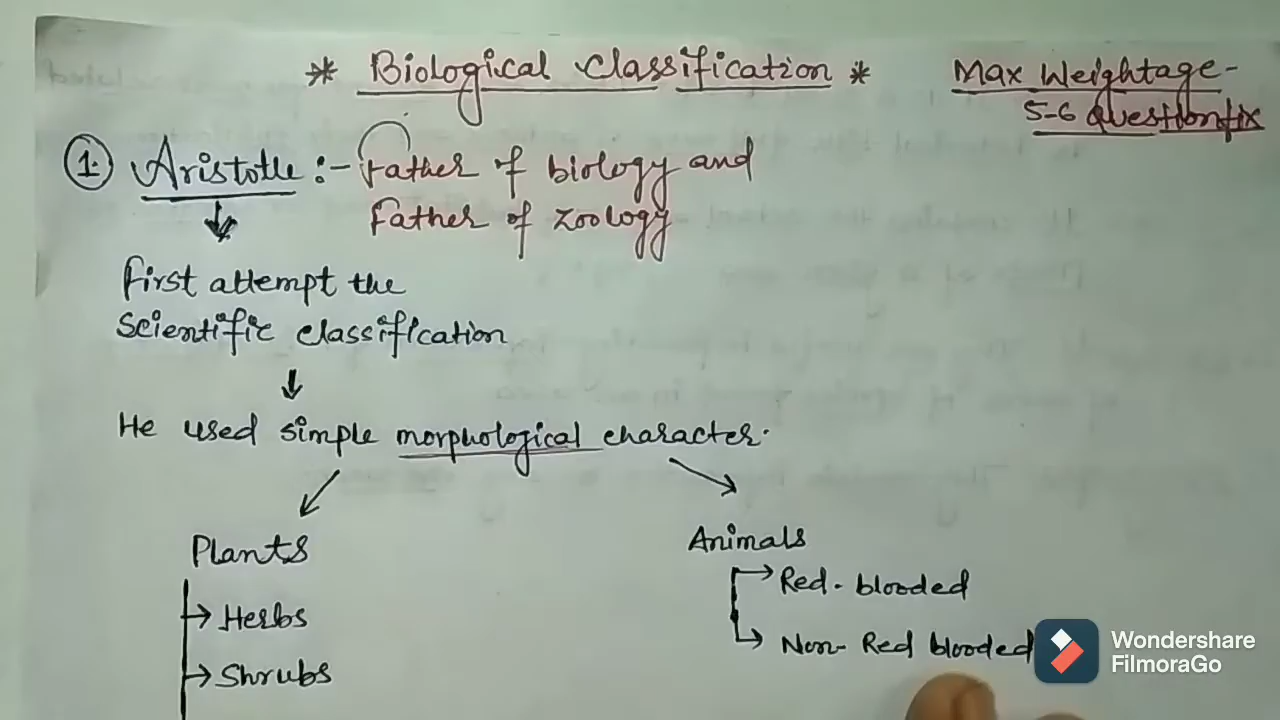 * Biological Classification *
Max Weightage-
5-6 Question fix
1. Aristotle :- Father of biology and
Father of Zoology
First attempt the
Scientific classification
He used simple morphological character.
Plants
Animals
Red-blooded
Herbs
Non-Red blooded
Shrubs
Wondershare
FilmoraGo